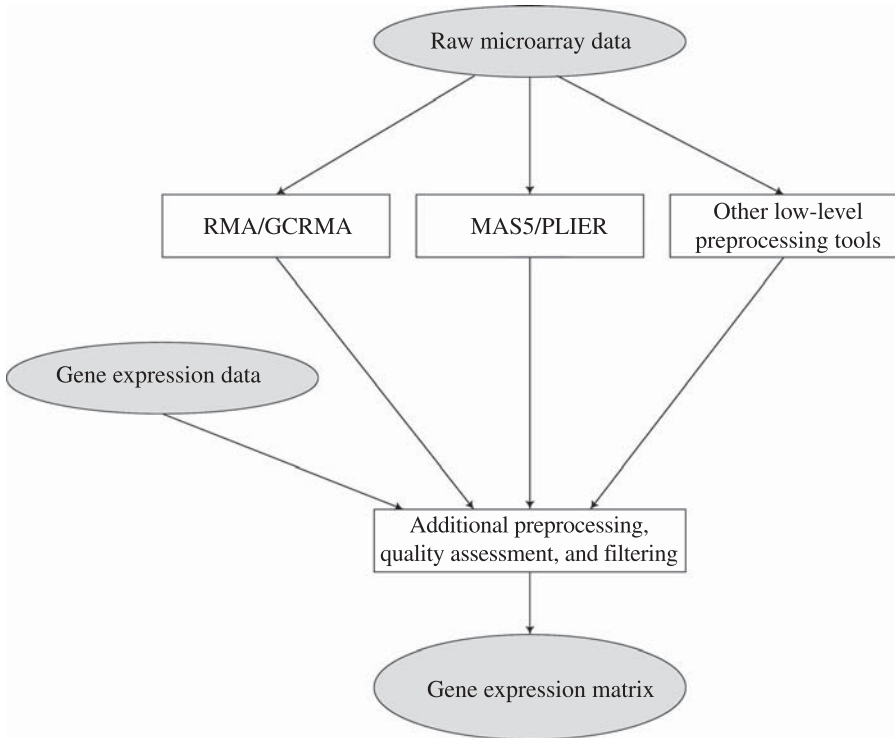 Raw microarray data
RMA/GCRMA
MAS5/PLIER
Other low-level
preprocessing tools
Gene expression data
Additional preprocessing,
quality assessment, and filtering
Gene expression matrix